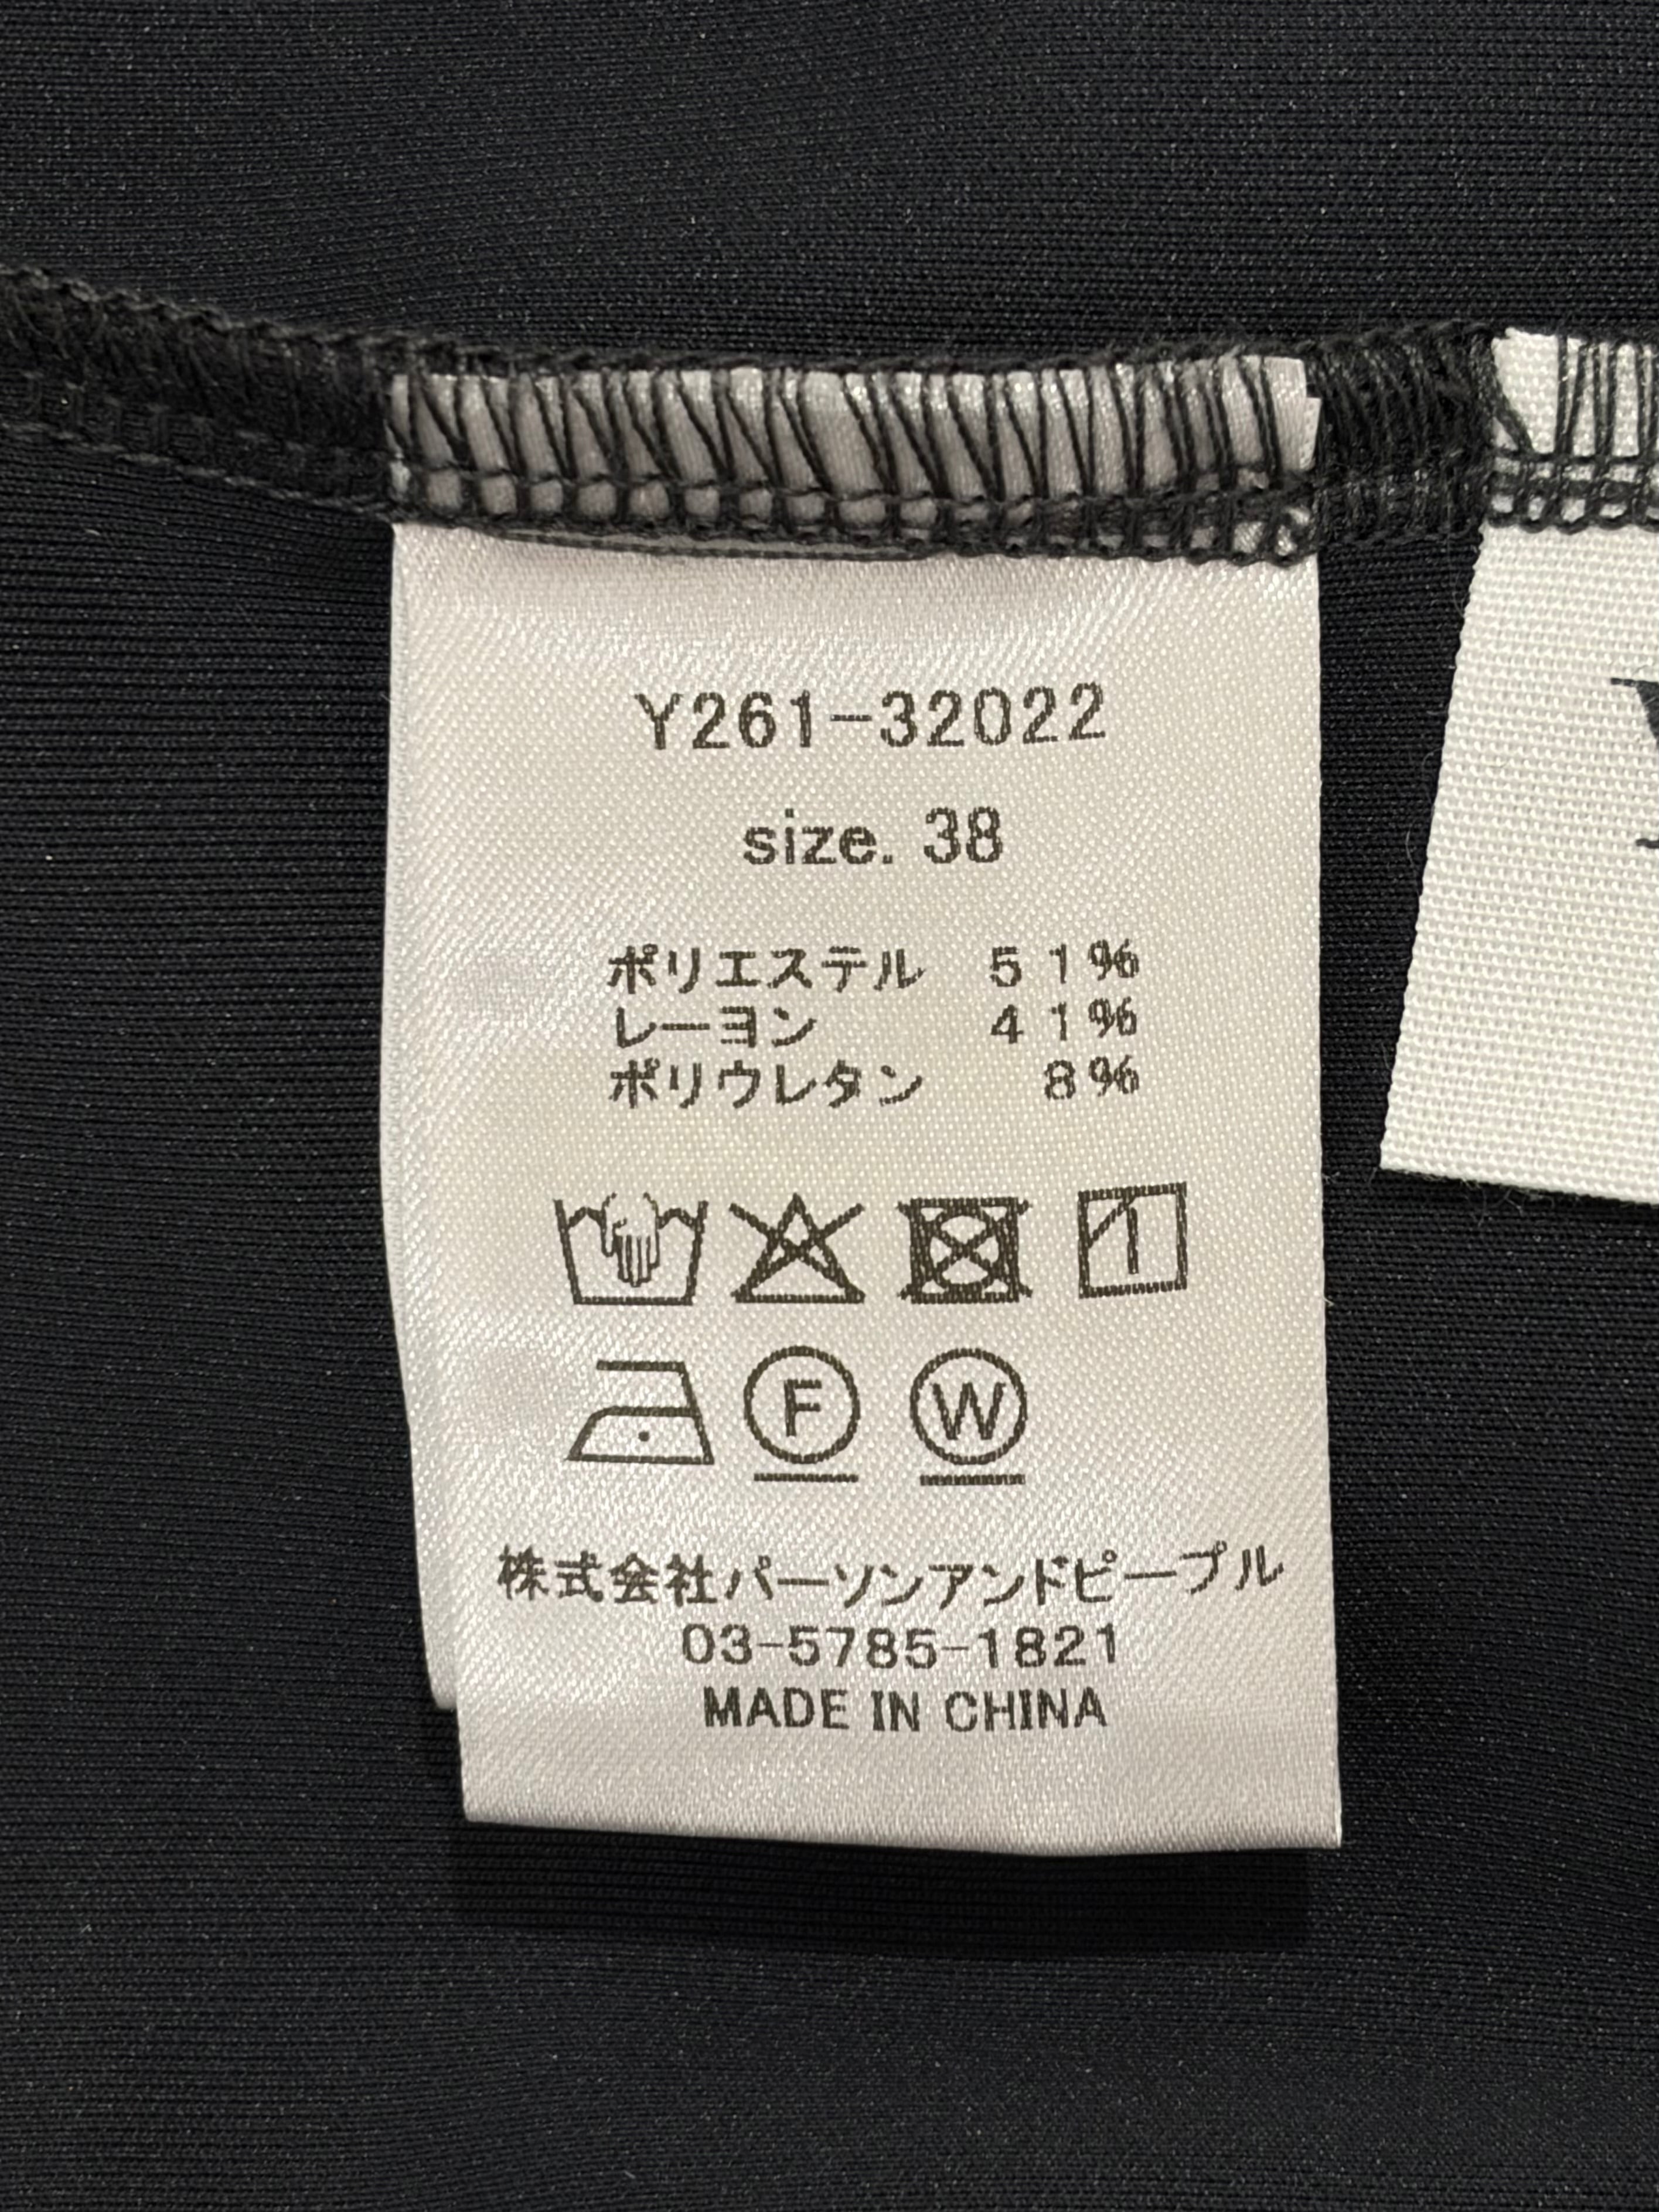 Y261-32022
size. 38
ポリエステル 51%
レーヨン 41%
ポリウレタン 8%
F W
株式会社パーソンアンドピープル
03-5785-1821
MADE IN CHINA